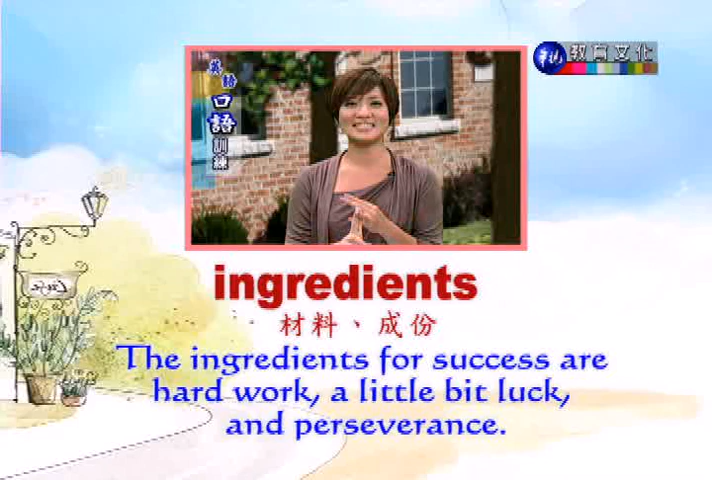 教育文化
英語
口語
訓練
ingredients
材料、成份
The ingredients for success are
hard work, a little bit luck,
and perseverance.